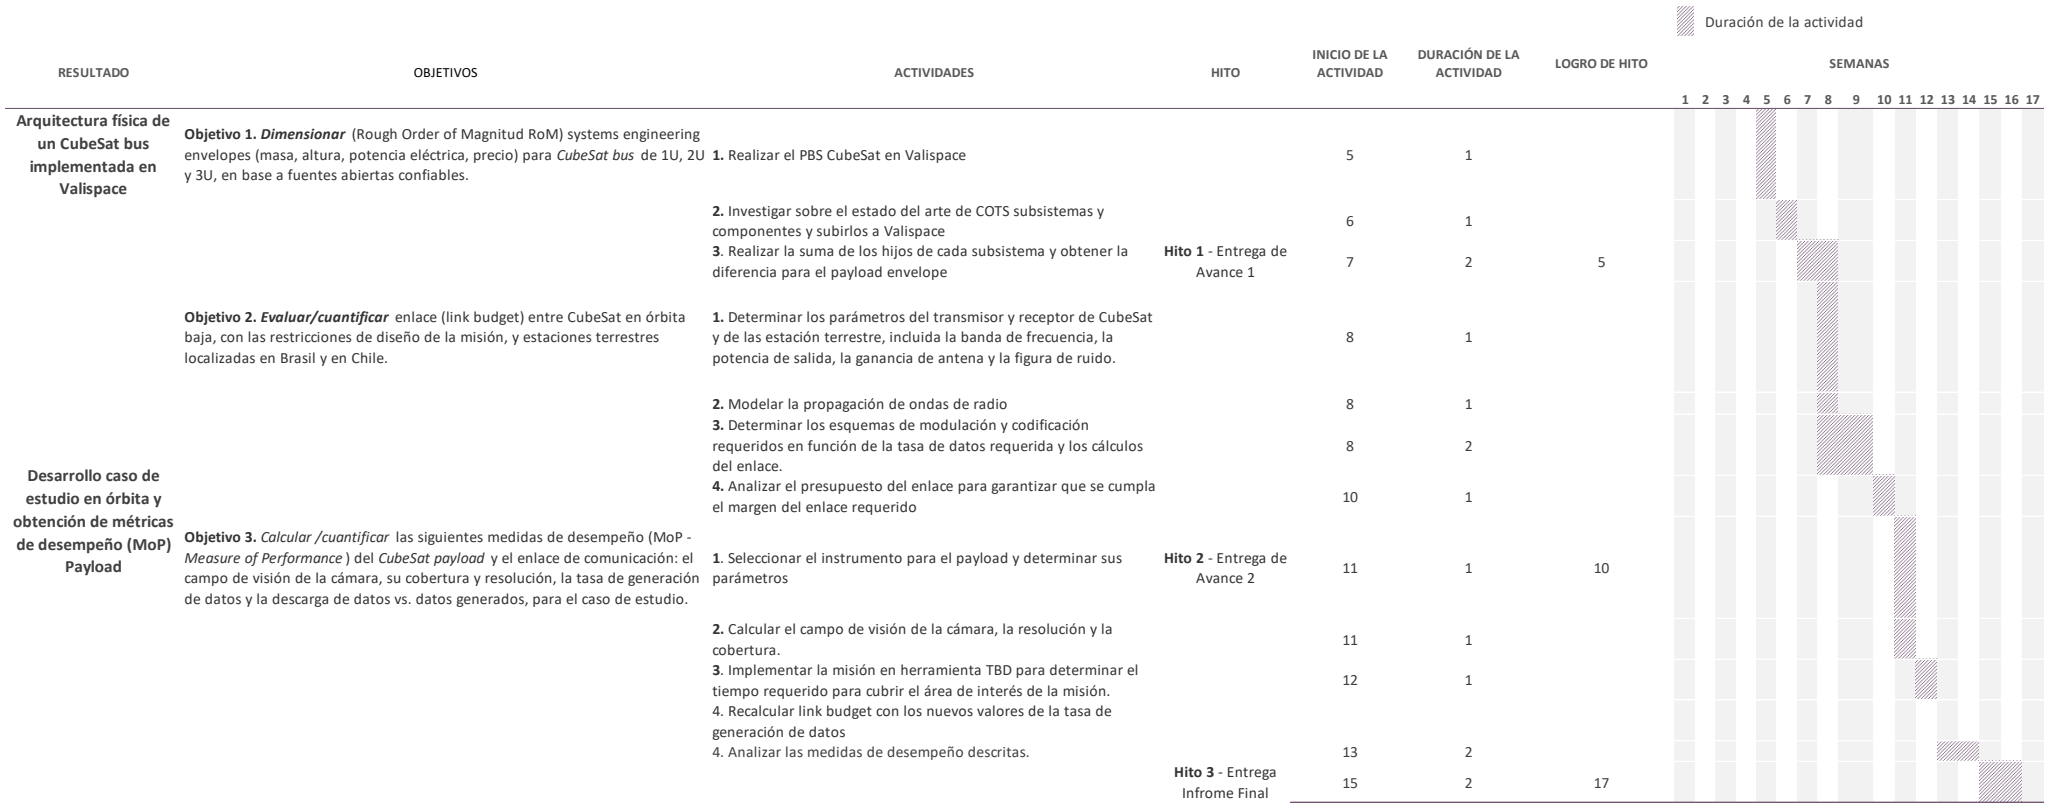 Duración de la actividad
RESULTADO
OBJETIVOS
ACTIVIDADES
HITO
INICIO DE LA
ACTIVIDAD
DURACIÓN DE LA
ACTIVIDAD
LOGRO DE HITO
SEMANAS
1 2 3 4 5 6 7 8 9 10 11 12 13 14 15 16 17
Arquitectura física de
un CubeSat bus
implementada en
Valispace
Objetivo 1. Dimensionar (Rough Order of Magnitud RoM) systems engineering
envelopes (masa, altura, potencia eléctrica, precio) para CubeSat bus de 1U, 2U
y 3U, en base a fuentes abiertas confiables.
1. Realizar el PBS CubeSat en Valispace
5
1
2. Investigar sobre el estado del arte de COTS subsistemas y
componentes y subirlos a Valispace
6
1
3. Realizar la suma de los hijos de cada subsistema y obtener la
diferencia para el payload envelope
Hito 1 - Entrega de
Avance 1
7
2
5
Objetivo 2. Evaluar/cuantificar enlace (link budget) entre CubeSat en órbita
baja, con las restricciones de diseño de la misión, y estaciones terrestres
localizadas en Brasil y en Chile.
1. Determinar los parámetros del transmisor y receptor de CubeSat
y de las estación terrestre, incluida la banda de frecuencia, la
potencia de salida, la ganancia de antena y la figura de ruido.
8
1
2. Modelar la propagación de ondas de radio
8
1
3. Determinar los esquemas de modulación y codificación
requeridos en función de la tasa de datos requerida y los cálculos
del enlace.
8
2
4. Analizar el presupuesto del enlace para garantizar que se cumpla
el margen del enlace requerido
10
1
Desarrollo caso de
estudio en órbita y
obtención de métricas
de desempeño (MoP)
Payload
Objetivo 3. Calcular /cuantificar las siguientes medidas de desempeño (MoP -
Measure of Performance ) del CubeSat payload y el enlace de comunicación: el
campo de visión de la cámara, su cobertura y resolución, la tasa de generación
de datos y la descarga de datos vs. datos generados, para el caso de estudio.
1. Seleccionar el instrumento para el payload y determinar sus
parámetros
Hito 2 - Entrega de
Avance 2
11
1
10
2. Calcular el campo de visión de la cámara, la resolución y la
cobertura.
11
1
3. Implementar la misión en herramienta TBD para determinar el
tiempo requerido para cubrir el área de interés de la misión.
12
1
4. Recalcular link budget con los nuevos valores de la tasa de
generación de datos
4. Analizar las medidas de desempeño descritas.
13
2
Hito 3 - Entrega
Infrome Final
15
2
17